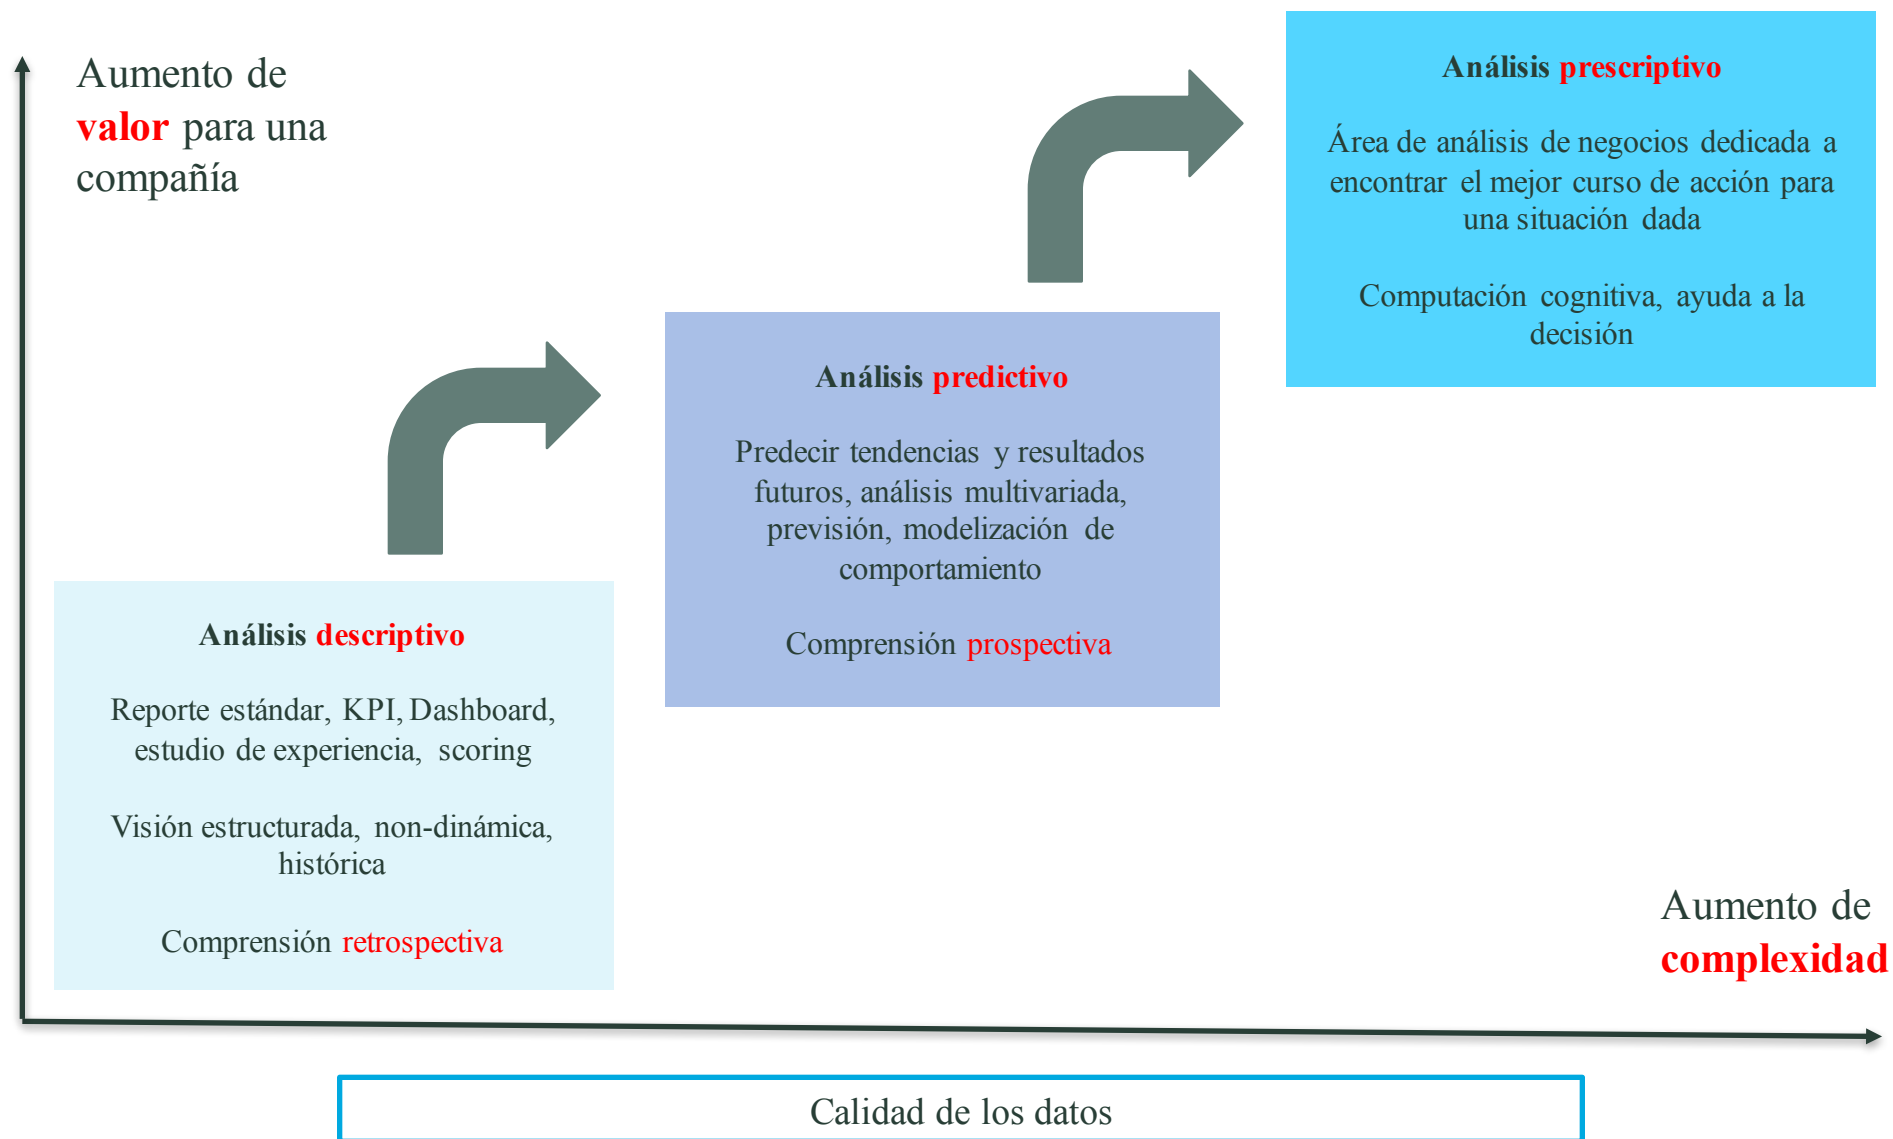 Aumento de
valor para una
compañía
Análisis prescriptivo
Área de análisis de negocios dedicada a
encontrar el mejor curso de acción para
una situación dada
Computación cognitiva, ayuda a la
decisión
Análisis predictivo
Predecir tendencias y resultados
futuros, análisis multivariada,
previsión, modelización de
comportamiento
Comprensión prospectiva
Análisis descriptivo
Reporte estándar, KPI, Dashboard,
estudio de experiencia, scoring
Visión estructurada, non-dinámica,
histórica
Comprensión retrospectiva
Aumento de
complexidad
Calidad de los datos